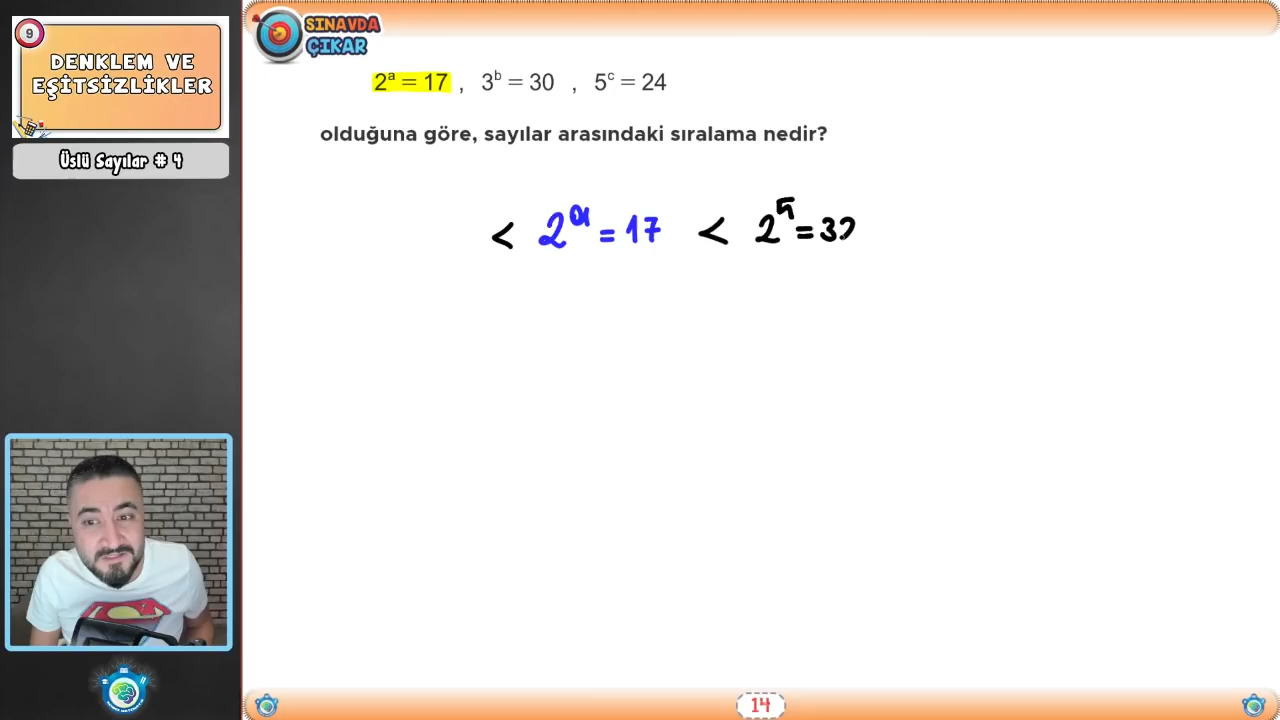 9
DENKLEM VE
EŞİTSİZLİKLER
Üslü Sayılar # 4
SINAVDA
ÇIKAR
2ᵃ = 17 , 3ᵇ = 30 , 5ᶜ = 24
olduğuna göre, sayılar arasındaki sıralama nedir?
< 2ᵃ = 17 < 2⁵ = 32
14